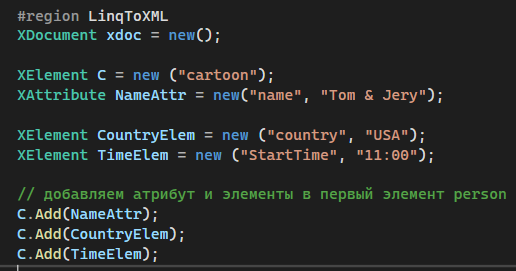 #region LinqToXML
XDocument xdoc = new();
XElement C = new ("cartoon");
XAttribute NameAttr = new("name", "Tom & Jery");
XElement CountryElem = new ("country", "USA");
XElement TimeElem = new ("StartTime", "11:00");
// добавляем атрибут и элементы в первый элемент person
C.Add(NameAttr);
C.Add(CountryElem);
C.Add(TimeElem);